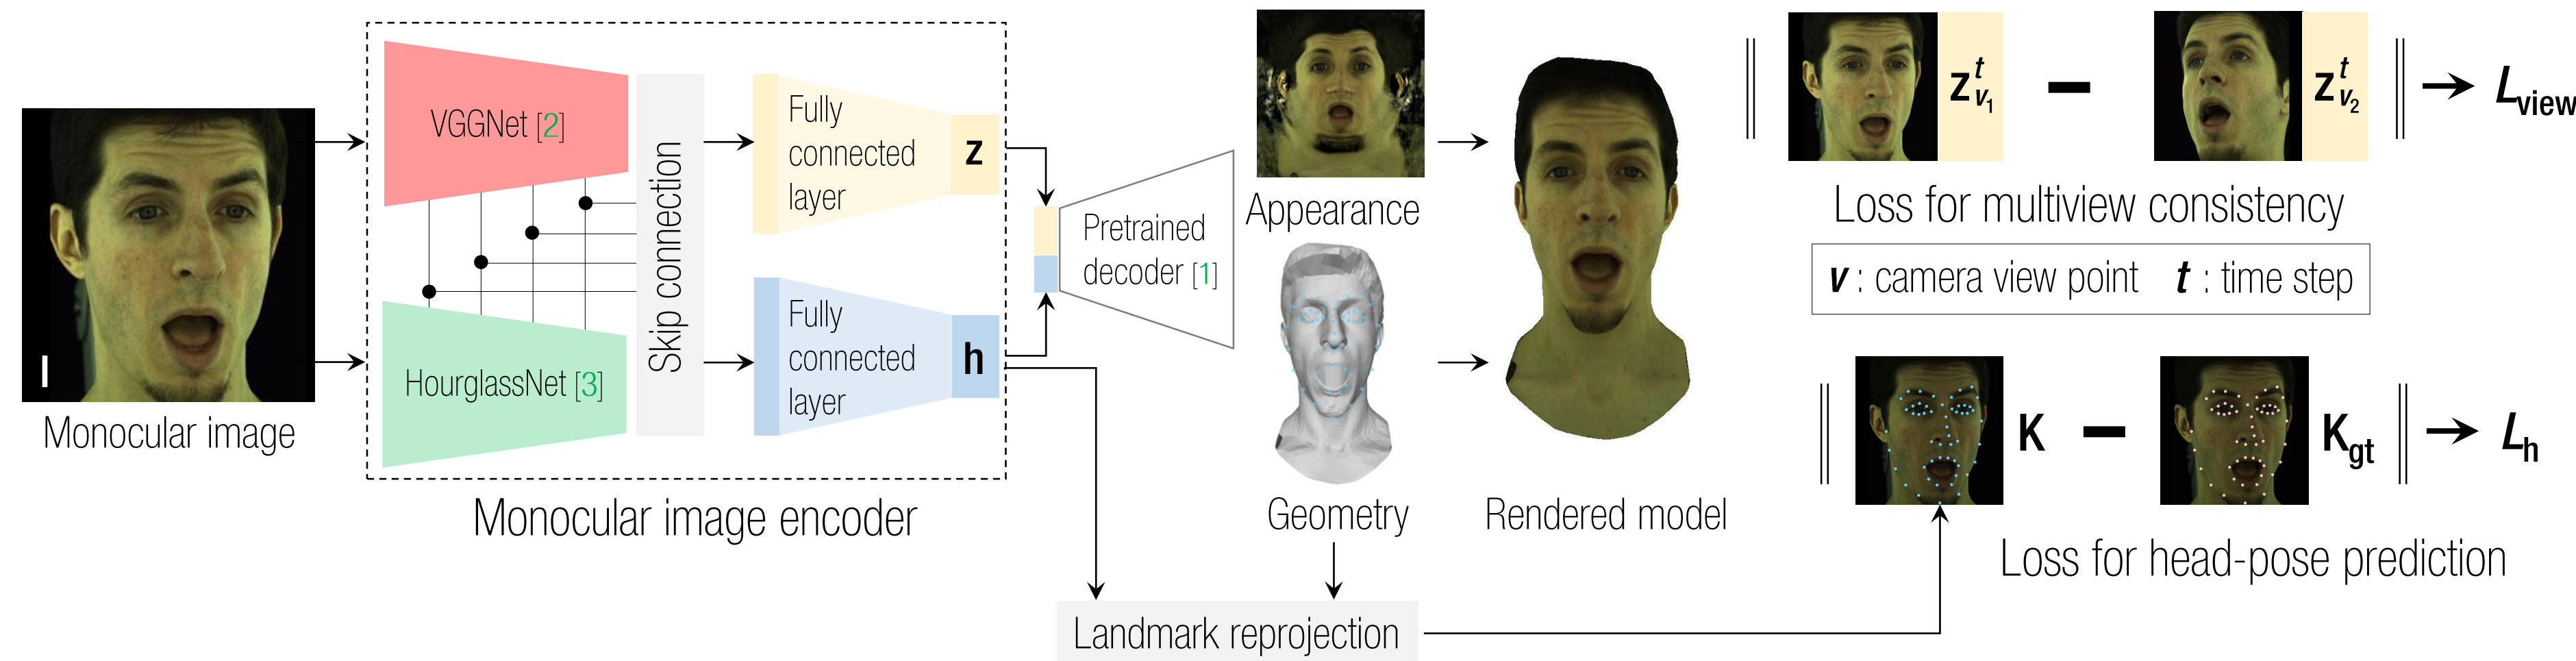 I
Monocular image
VGGNet [2]
HourglassNet [3]
Skip connection
Fully
connected
layer
z
Fully
connected
layer
h
Monocular image encoder
Pretrained
decoder [1]
Appearance
Geometry
Rendered model
Landmark reprojection
‖ z^t_{v_1} − z^t_{v_2} ‖ → L_view
Loss for multiview consistency
v : camera view point t : time step
‖ K − K_gt ‖ → L_h
Loss for head-pose prediction